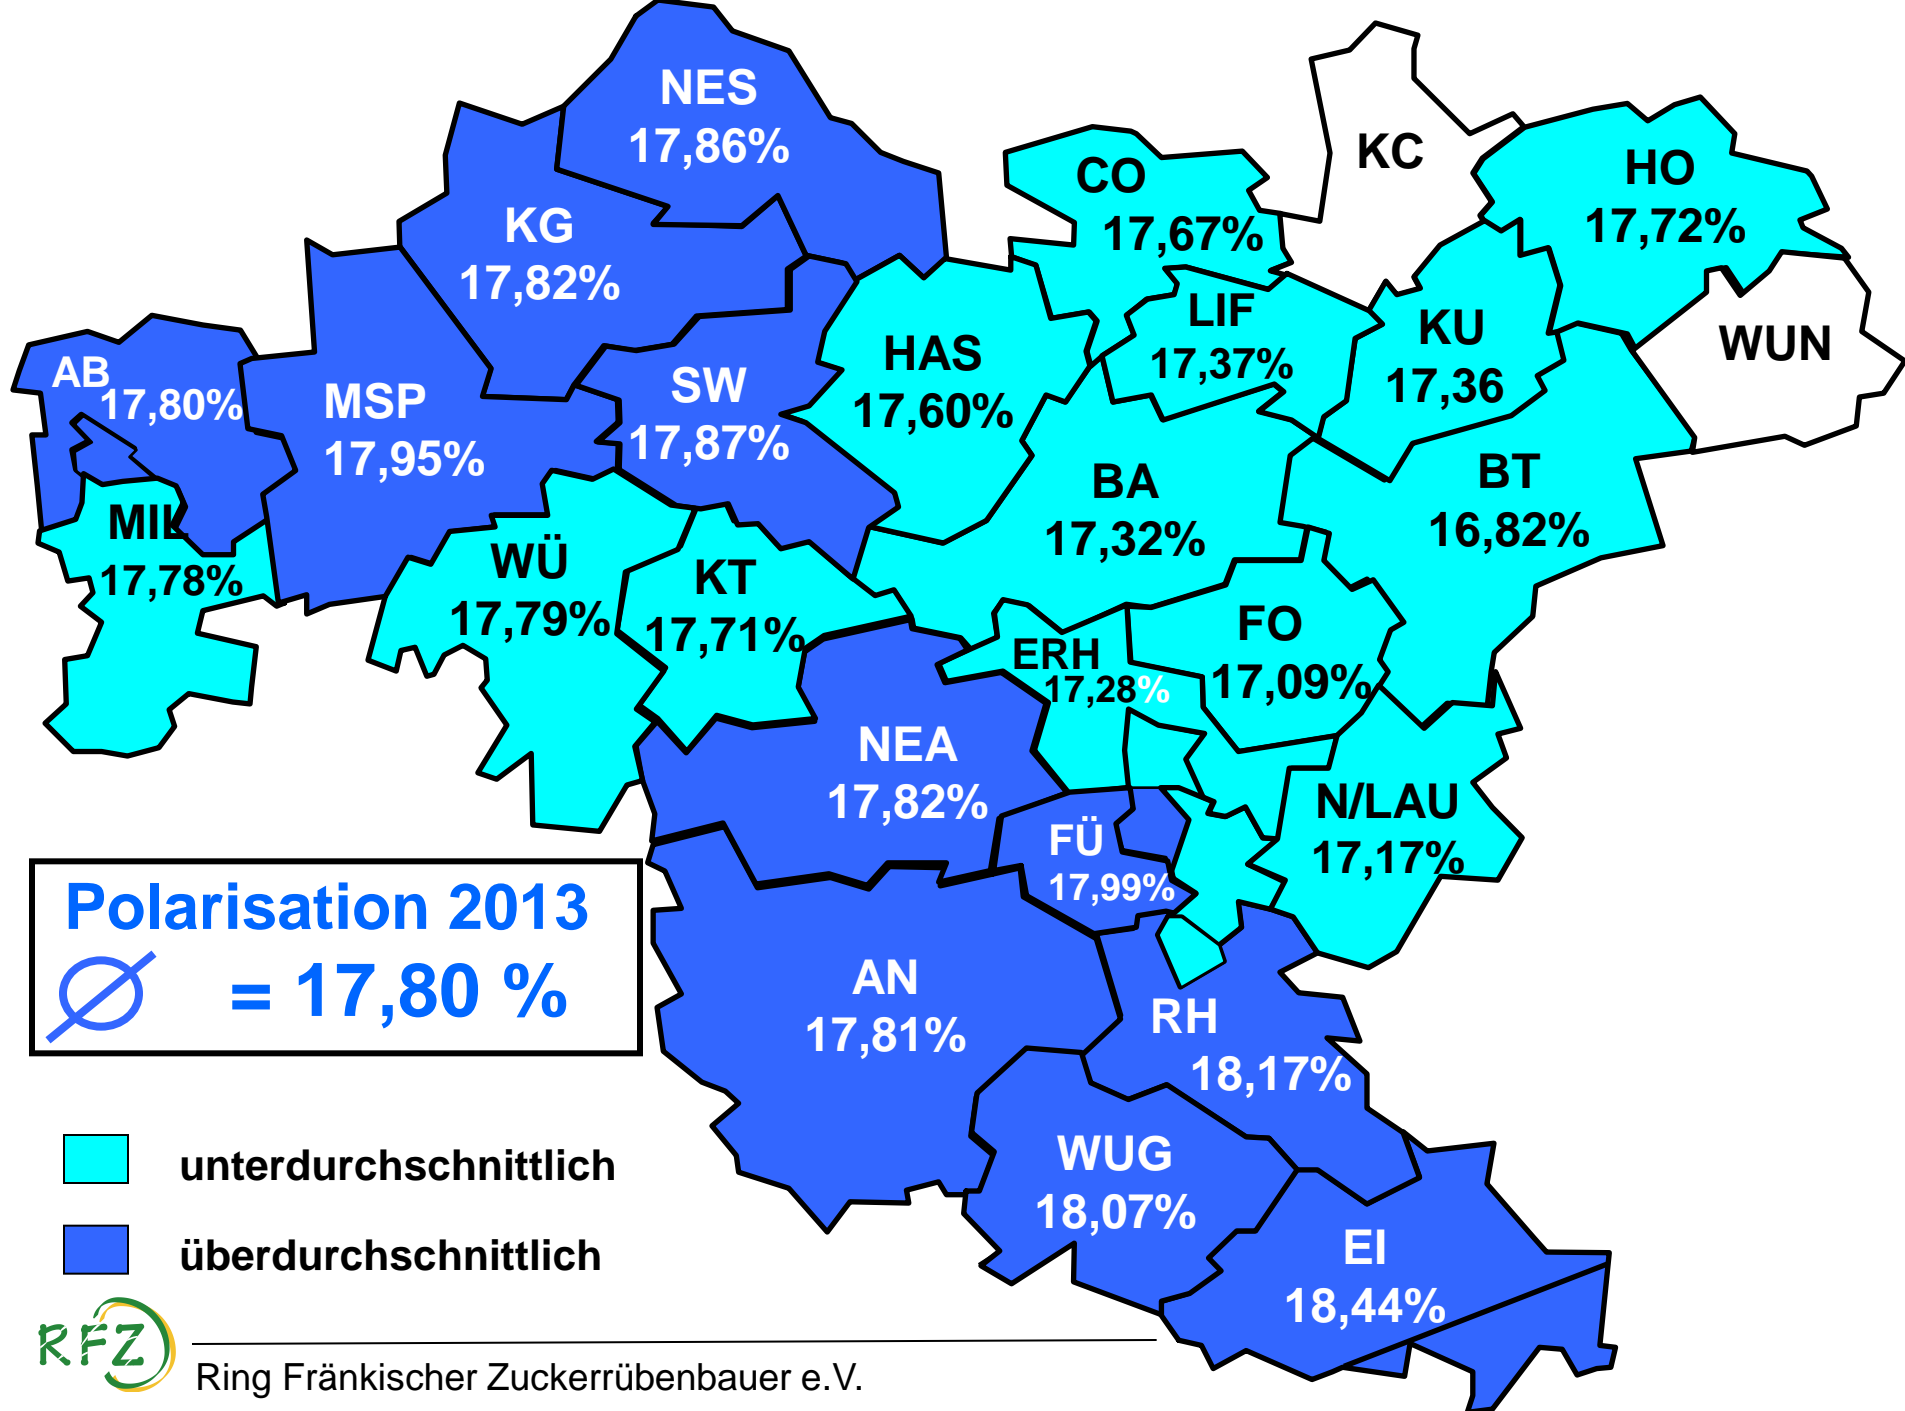 NES
17,86%
KG
17,82%
CO
17,67%
KC
HO
17,72%
AB
17,80%
MSP
17,95%
SW
17,87%
HAS
17,60%
LIF
17,37%
KU
17,36
WUN
MIL
17,78%
WÜ
17,79%
KT
17,71%
BA
17,32%
BT
16,82%
ERH
17,28%
FO
17,09%
NEA
17,82%
FÜ
17,99%
N/LAU
17,17%
Polarisation 2013
Ø = 17,80 %
AN
17,81%
RH
18,17%
WUG
18,07%
EI
18,44%
unterdurchschnittlich
überdurchschnittlich
RFZ
Ring Fränkischer Zuckerrübenbauer e.V.